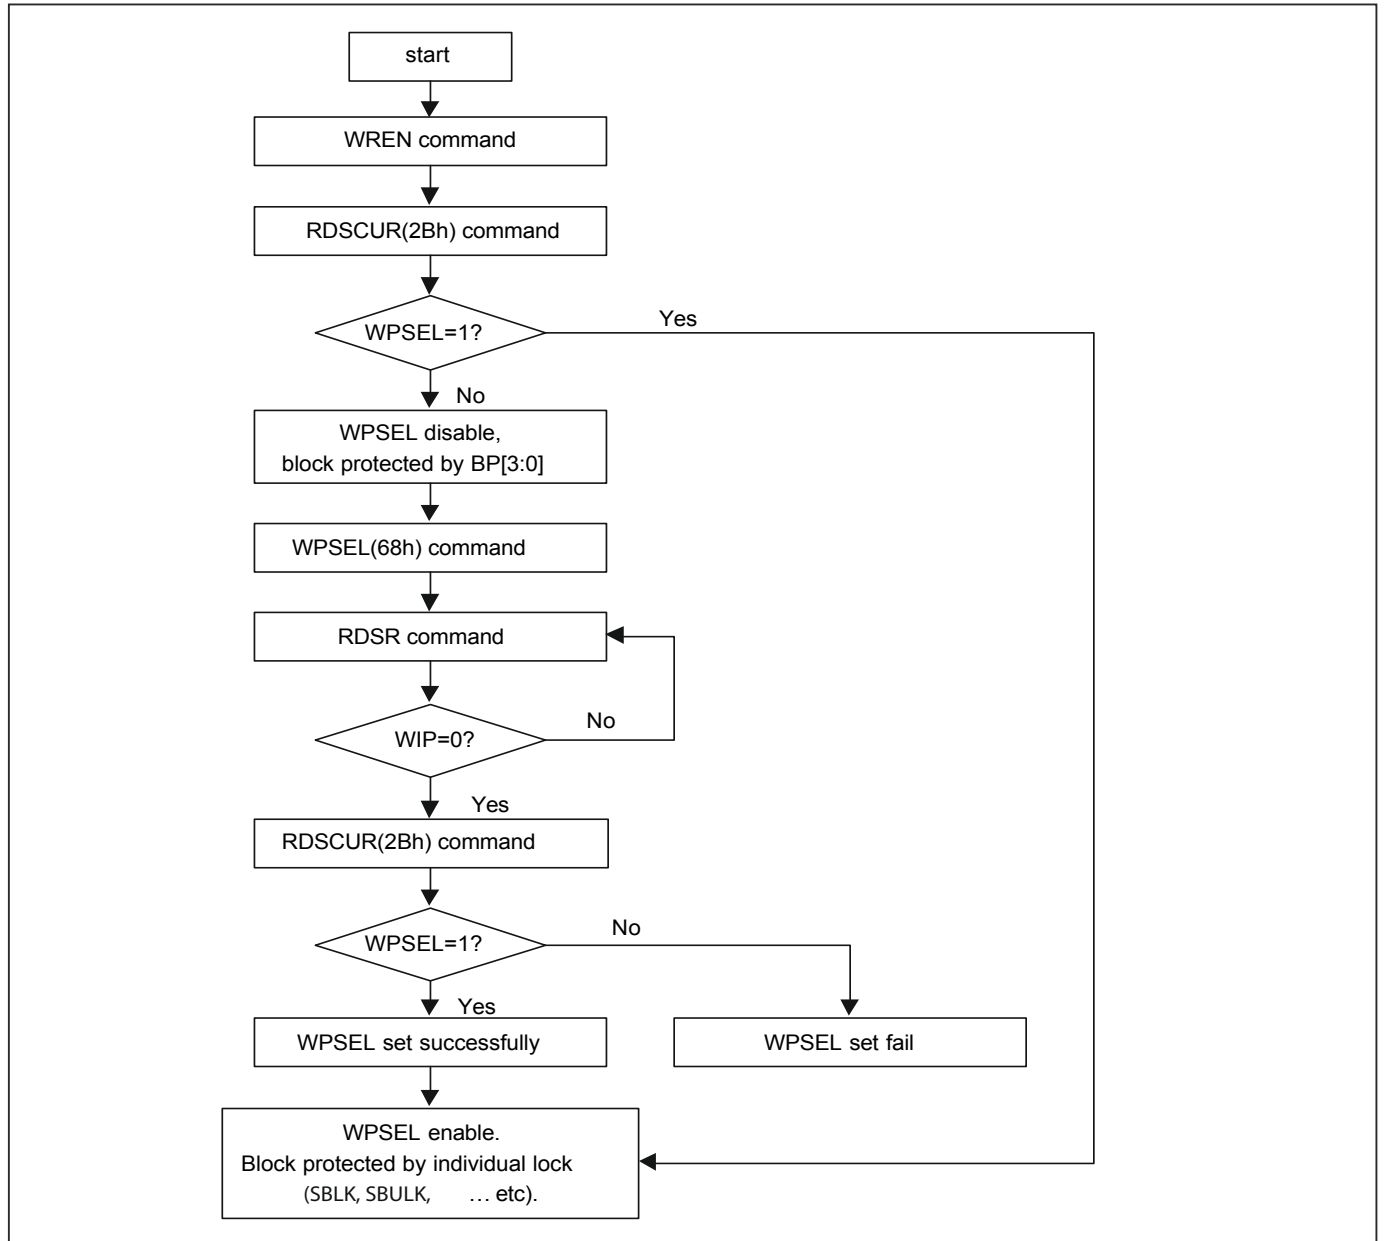 start
WREN command
RDSCUR(2Bh) command
WPSEL=1?
Yes
No
WPSEL disable,
block protected by BP[3:0]
WPSEL(68h) command
RDSR command
WIP=0?
No
Yes
RDSCUR(2Bh) command
WPSEL=1?
No
Yes
WPSEL set successfully
WPSEL set fail
WPSEL enable.
Block protected by individual lock
(SBLK, SBULK, … etc).